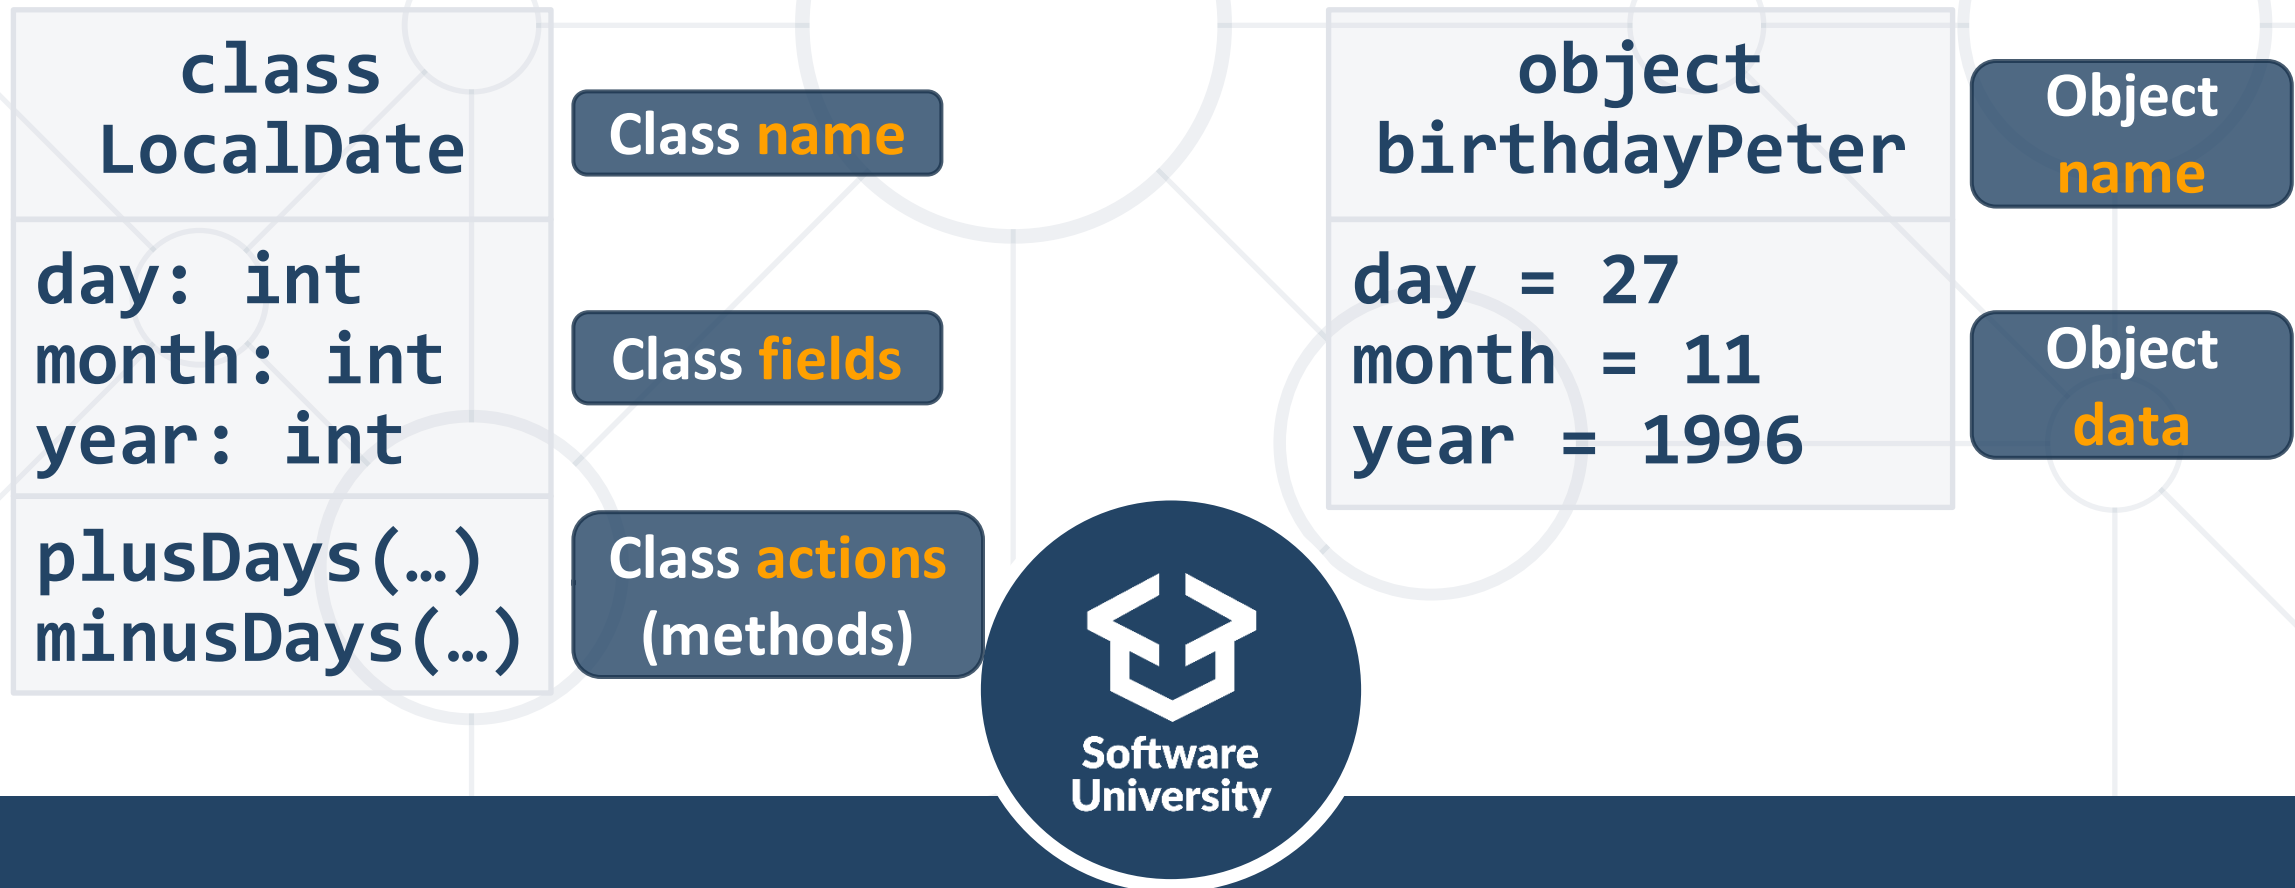 class
LocalDate
Class name
day: int
month: int
year: int
Class fields
plusDays(…)
minusDays(…)
Class actions
(methods)
object
birthdayPeter
Object
name
day = 27
month = 11
year = 1996
Object
data
Software
University